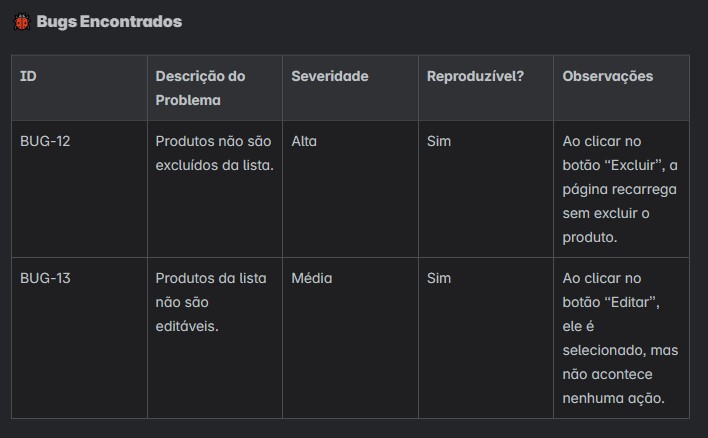 🐞 Bugs Encontrados
ID
Descrição do
Problema
Severidade
Reproduzível?
Observações
BUG-12
Produtos não são
excluídos da lista.
Alta
Sim
Ao clicar no
botão “Excluir”, a
página recarrega
sem excluir o
produto.
BUG-13
Produtos da lista
não são
editáveis.
Média
Sim
Ao clicar no
botão “Editar”,
ele é
selecionado, mas
não acontece
nenhuma ação.